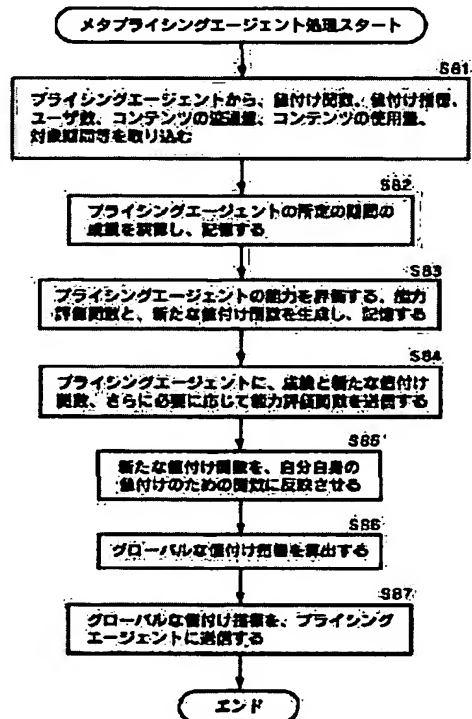 メタプライシングエージェント処理スタート
S81
プライシングエージェントから、値付け関数、値付け指標、
ユーザ数、コンテンツの流通量、コンテンツの使用量、
対象期間等を取り込む
S82
プライシングエージェントの所定の期間の
成績を演算し、記憶する
S83
プライシングエージェントの能力を評価する、能力
評価関数と、新たな値付け関数を生成し、記憶する
S84
プライシングエージェントに、成績と新たな値付け
関数、さらに必要に応じて能力評価関数を送信する
S85
新たな値付け関数を、自分自身の
値付けのための関数に反映させる
S86
グローバルな値付け指標を算出する
S87
グローバルな値付け指標を、プライシング
エージェントに送信する
エンド